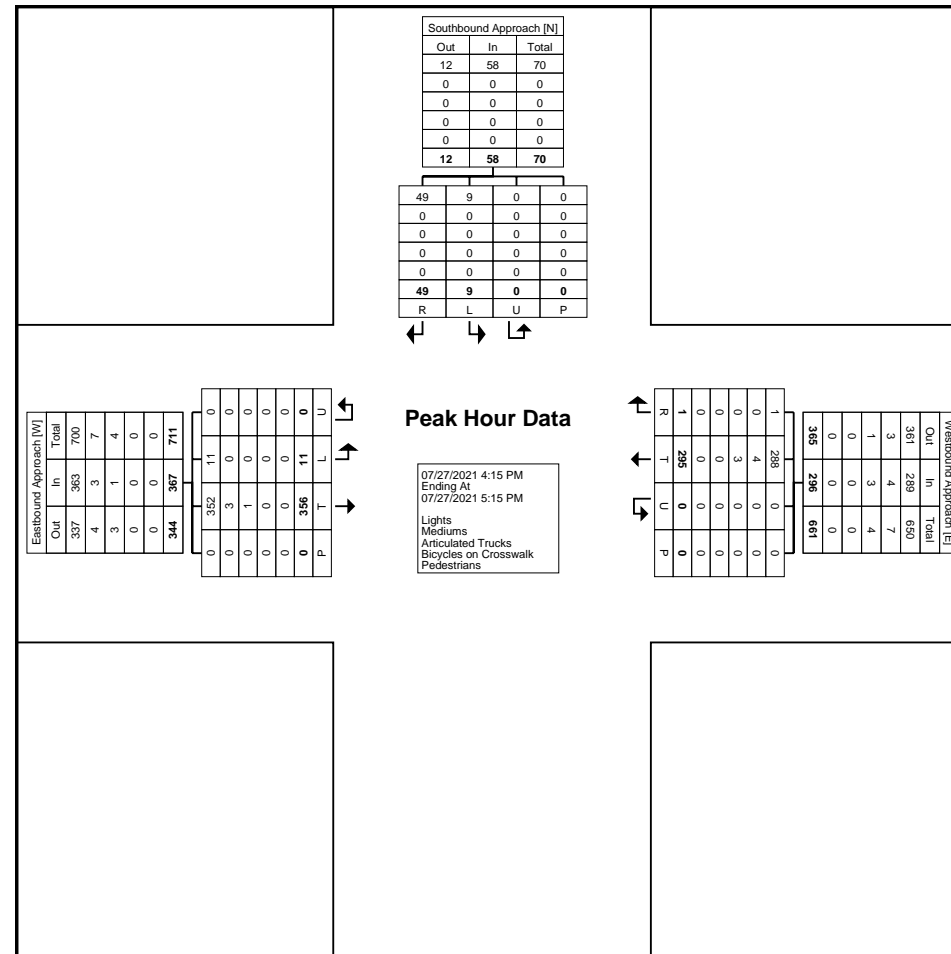 Southbound Approach [N]
Out In Total
12 58 70
0 0 0
0 0 0
0 0 0
0 0 0
12 58 70
49 9 0 0
0 0 0 0
0 0 0 0
0 0 0 0
0 0 0 0
49 9 0 0
R L U P
Eastbound Approach [W]
Out In Total
337 363 700
4 3 7
3 1 4
0 0 0
0 0 0
344 367 711
0 352 11 0
0 3 0 0
0 1 0 0
0 0 0 0
0 0 0 0
0 356 11 0
P T L U
Peak Hour Data
07/27/2021 4:15 PM
Ending At
07/27/2021 5:15 PM
Lights
Mediums
Articulated Trucks
Bicycles on Crosswalk
Pedestrians
Westbound Approach [E]
Out In Total
361 289 650
3 4 7
1 3 4
0 0 0
0 0 0
365 296 661
1 288 0 0
0 4 0 0
0 3 0 0
0 0 0 0
0 0 0 0
1 295 0 0
R T U P